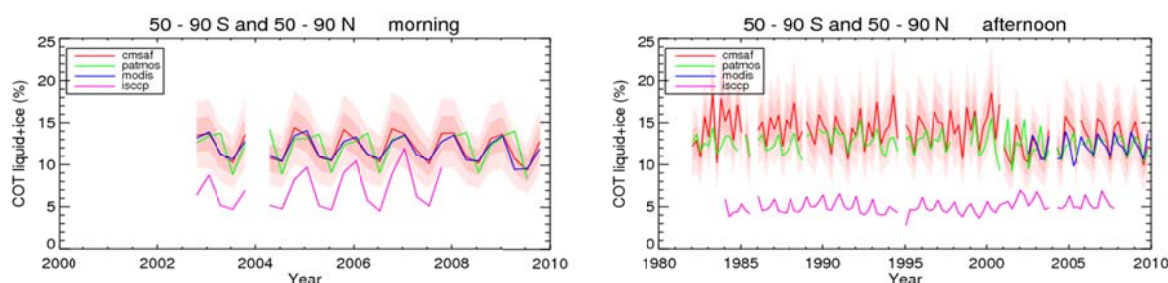 50 - 90 S and 50 - 90 N morning
COT liquid+ice (%)
25
20
15
10
5
0
cmsaf
patmos
modis
isccp
2000 2002 2004 2006 2008 2010
Year
50 - 90 S and 50 - 90 N afternoon
COT liquid+ice (%)
25
20
15
10
5
0
cmsaf
patmos
modis
isccp
1980 1985 1990 1995 2000 2005 2010
Year